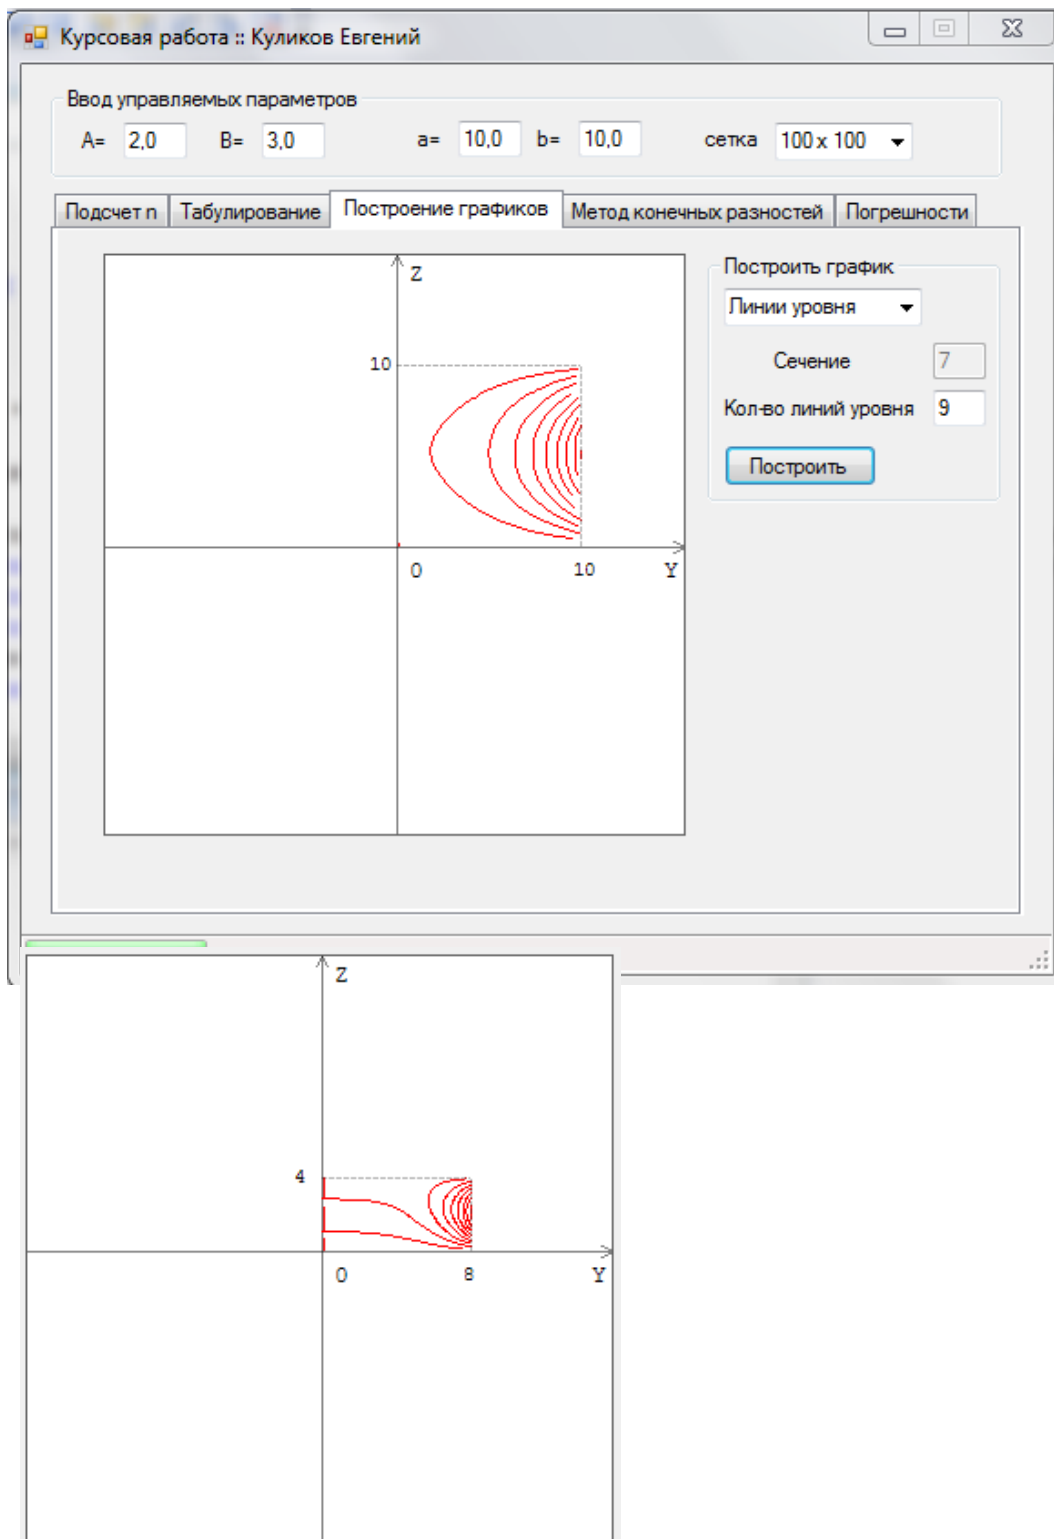 Курсовая работа :: Куликов Евгений
Ввод управляемых параметров
A= 2,0 B= 3,0 a= 10,0 b= 10,0 сетка 100 x 100
Подсчет n Табулирование Построение графиков Метод конечных разностей Погрешности
Z
10
O
10
Y
Построить график
Линии уровня
Сечение 7
Кол-во линий уровня 9
Построить
Z
4
O
8
Y